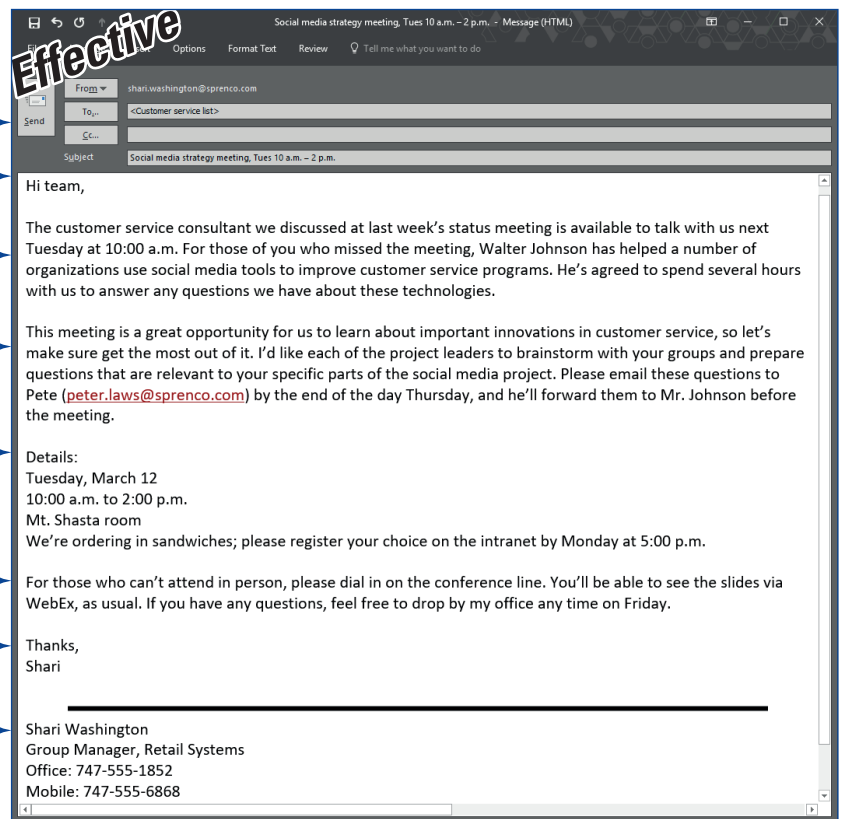 Social media strategy meeting, Tues 10 a.m. – 2 p.m. - Message (HTML)
Effective
Options Format Text Review Tell me what you want to do
From shari.washington@sprenco.com
Send
To... <Customer service list>
Cc...
Subject Social media strategy meeting, Tues 10 a.m. – 2 p.m.
Hi team,
The customer service consultant we discussed at last week's status meeting is available to talk with us next
Tuesday at 10:00 a.m. For those of you who missed the meeting, Walter Johnson has helped a number of
organizations use social media tools to improve customer service programs. He's agreed to spend several hours
with us to answer any questions we have about these technologies.
This meeting is a great opportunity for us to learn about important innovations in customer service, so let's
make sure get the most out of it. I'd like each of the project leaders to brainstorm with your groups and prepare
questions that are relevant to your specific parts of the social media project. Please email these questions to
Pete (peter.laws@sprenco.com) by the end of the day Thursday, and he'll forward them to Mr. Johnson before
the meeting.
Details:
Tuesday, March 12
10:00 a.m. to 2:00 p.m.
Mt. Shasta room
We're ordering in sandwiches; please register your choice on the intranet by Monday at 5:00 p.m.
For those who can't attend in person, please dial in on the conference line. You'll be able to see the slides via
WebEx, as usual. If you have any questions, feel free to drop by my office any time on Friday.
Thanks,
Shari
Shari Washington
Group Manager, Retail Systems
Office: 747-555-1852
Mobile: 747-555-6868